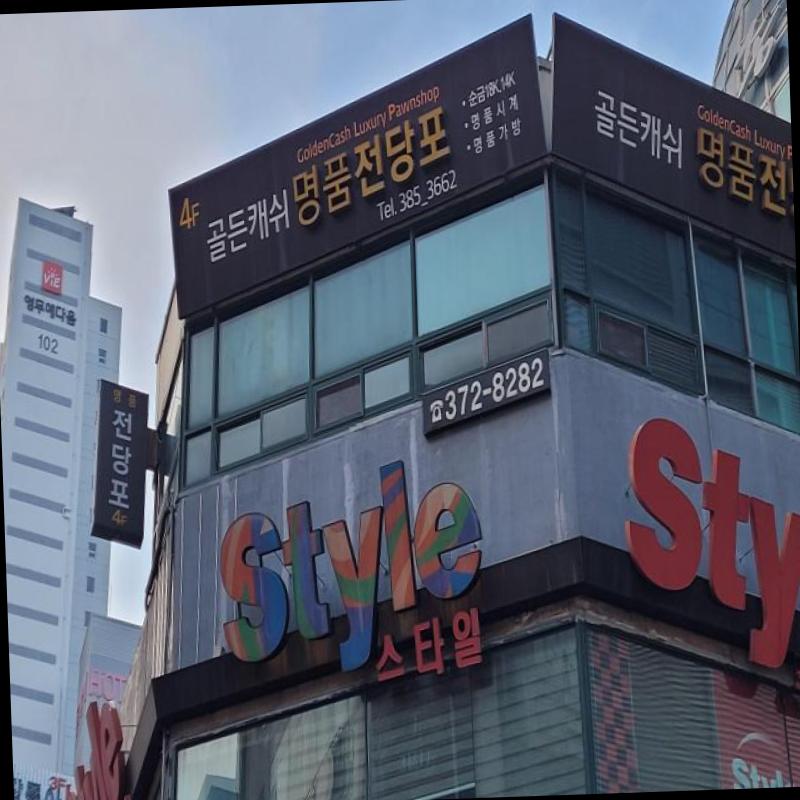 GoldenCash Luxury Pawnshop
4F 골든캐쉬 명품전당포
• 순금18K,14K
• 명품시계
• 명품가방
Tel. 385_3662
GoldenCash Luxury
골든캐쉬 명품전
ViE
영무예다음
102
명품
전당포
4F
☎372-8282
Style
스타일
Sty
Style